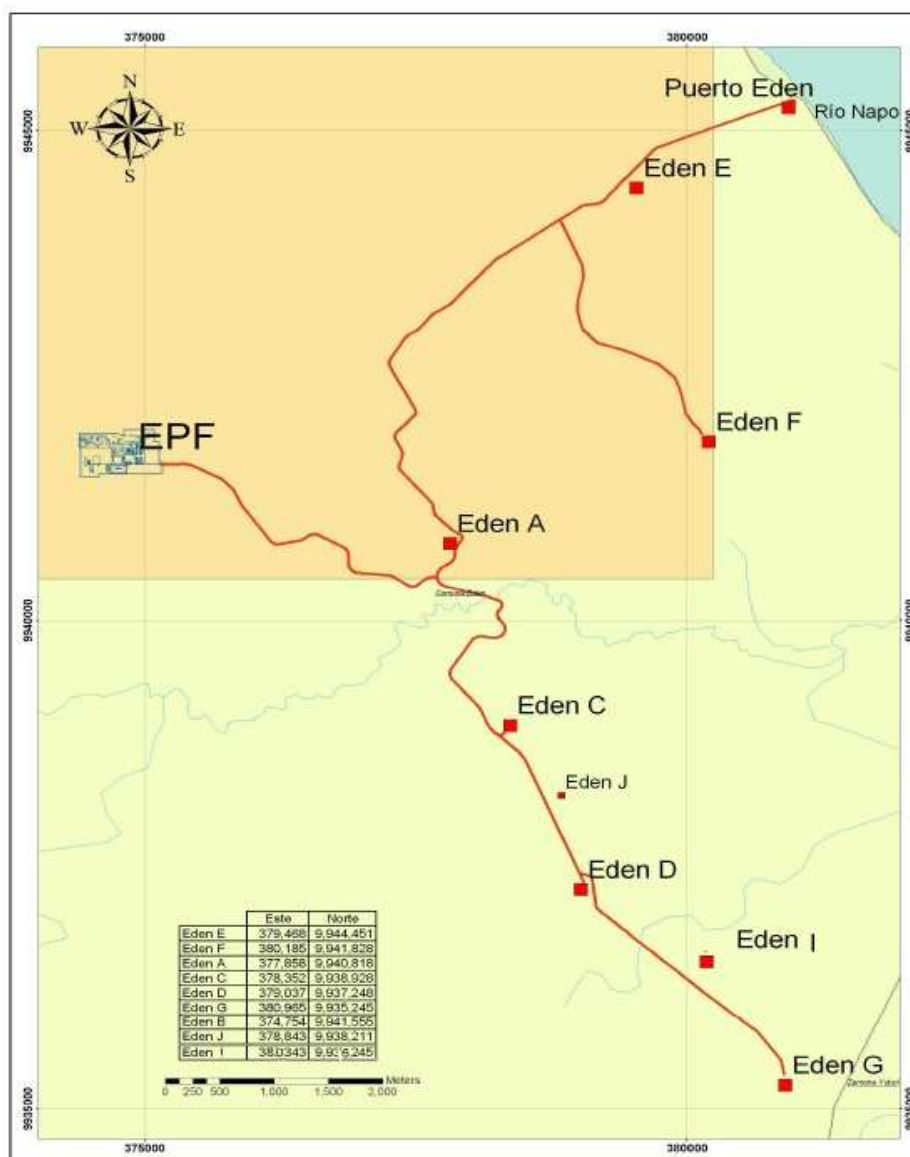 375000 380000
N
W E
S
Puerto Eden
Río Napo
9945000 9945000
Eden E
EPF
Eden F
Eden A
9940000 9940000
Eden C
Eden J
Eden D
Eden I
Eden G
Este Norte
Eden E 379,468 9,944,451
Eden F 380,185 9,941,828
Eden A 377,858 9,940,818
Eden C 378,352 9,938,928
Eden D 379,037 9,937,248
Eden G 380,965 9,935,245
Eden B 374,754 9,941,555
Eden J 378,843 9,938,211
Eden I
Meters
0 250 500 1,000 1,500 2,000
9935000 9935000
375000 380000